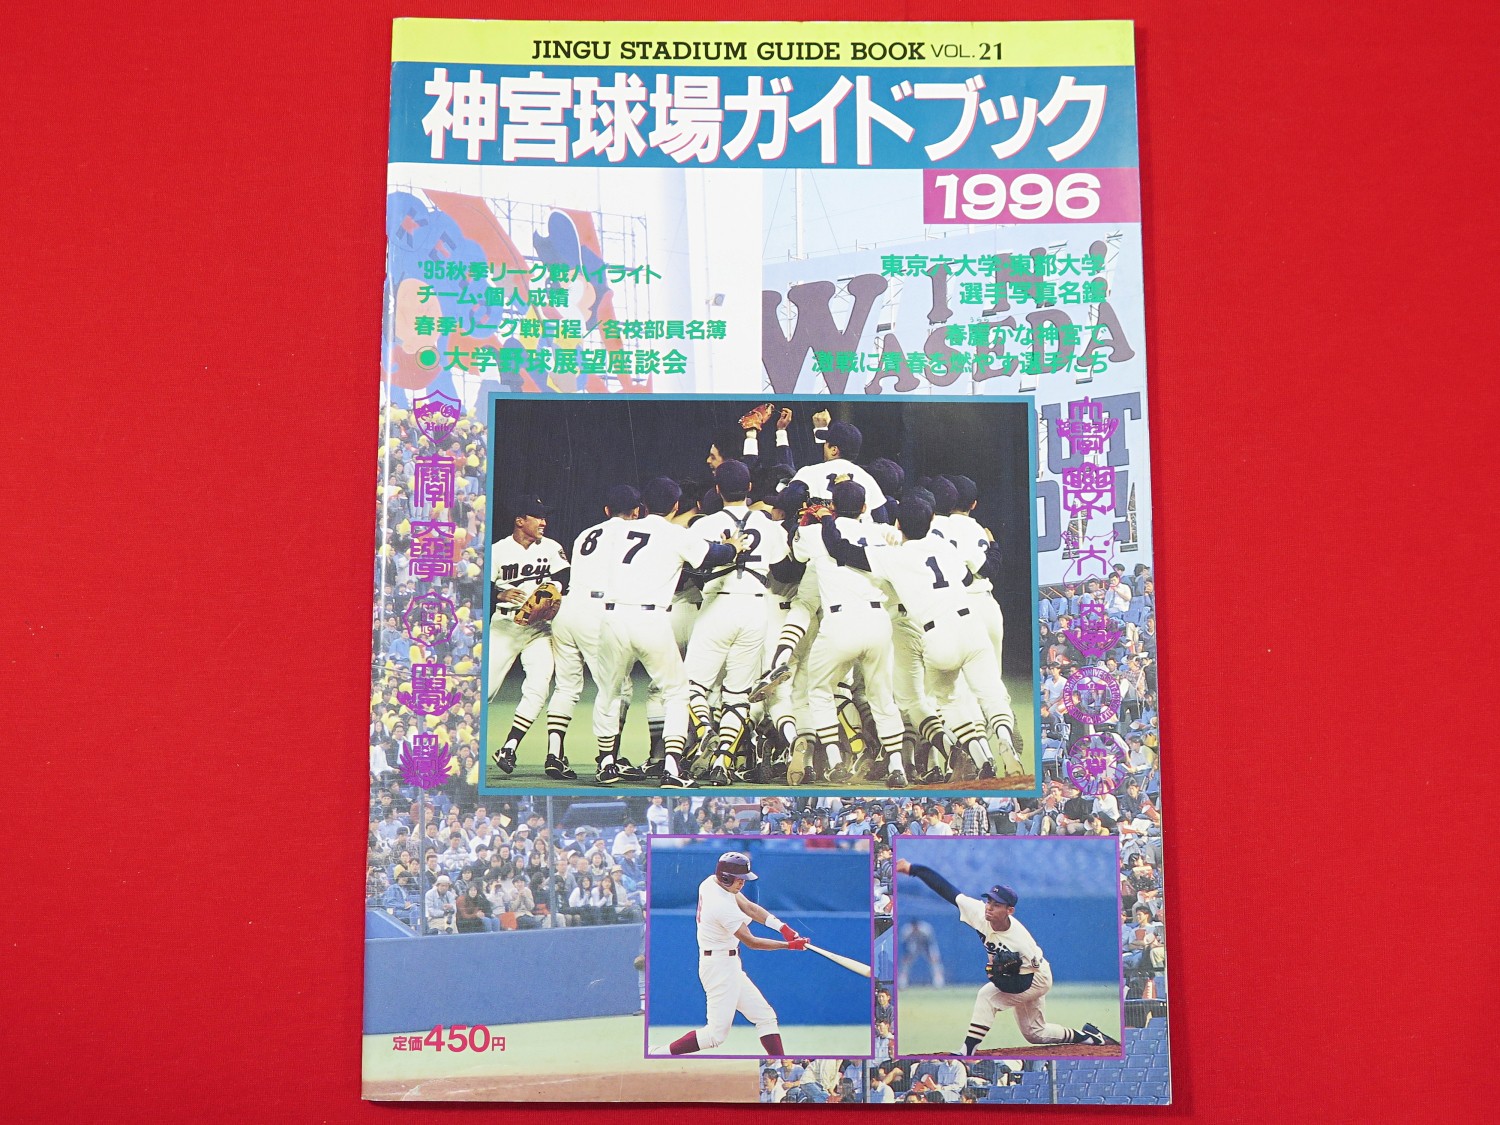 JINGU STADIUM GUIDE BOOK VOL.21
神宮球場ガイドブック
1996
'95秋季リーグ戦ハイライト
チーム・個人成績
春季リーグ戦日程／各校部員名簿
●大学野球展望座談会
東京六大学・東都大学
選手写真名鑑
春麗かな神宮で
激戦に青春を燃やす選手たち
WASEDA
meiji
8
7
12
1
meiji
定価450円